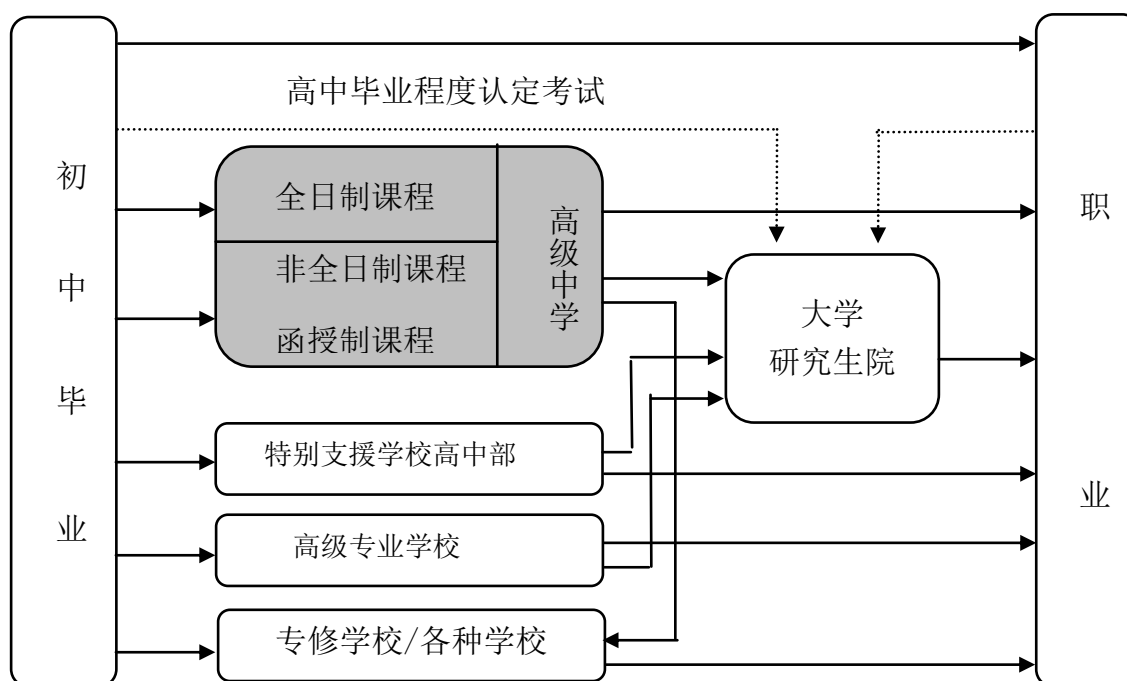 初中毕业
高中毕业程度认定考试
全日制课程
非全日制课程
函授制课程
高级中学
大学
研究生院
特别支援学校高中部
高级专业学校
专修学校/各种学校
职业